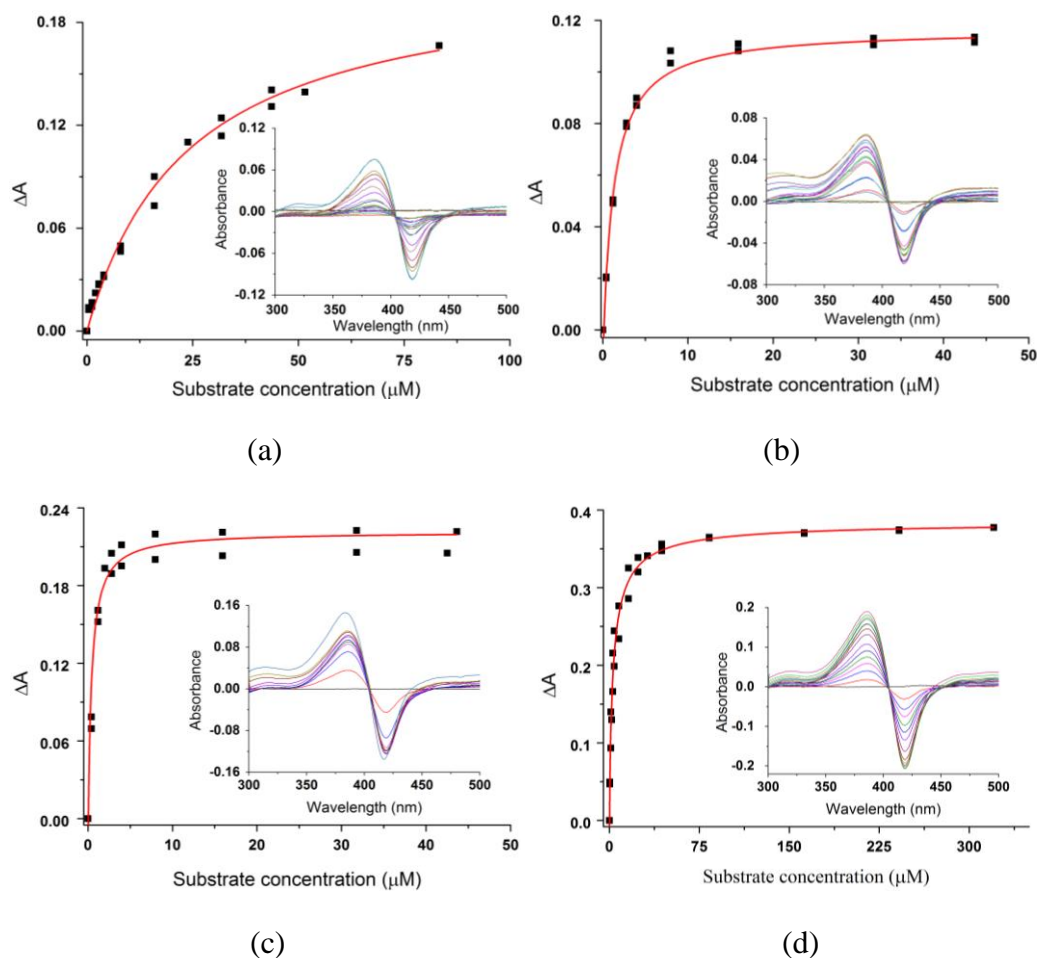 0.18
0.12
0.06
0.00
ΔA
0 25 50 75 100
Substrate concentration (μM)
0.12
0.06
0.00
-0.06
-0.12
Absorbance
300 350 400 450 500
Wavelength (nm)
(a)
0.12
0.08
0.04
0.00
ΔA
0 10 20 30 40 50
Substrate concentration (μM)
0.08
0.04
0.00
-0.04
-0.08
Absorbance
300 350 400 450 500
Wavelength (nm)
(b)
0.24
0.18
0.12
0.06
0.00
ΔA
0 10 20 30 40 50
Substrate concentration (μM)
0.16
0.08
0.00
-0.08
-0.16
Absorbance
300 350 400 450 500
Wavelength (nm)
(c)
0.4
0.3
0.2
0.1
0.0
ΔA
0 75 150 225 300
Substrate concentration (μM)
0.2
0.1
0.0
-0.1
-0.2
Absorbance
300 350 400 450 500
Wavelength (nm)
(d)